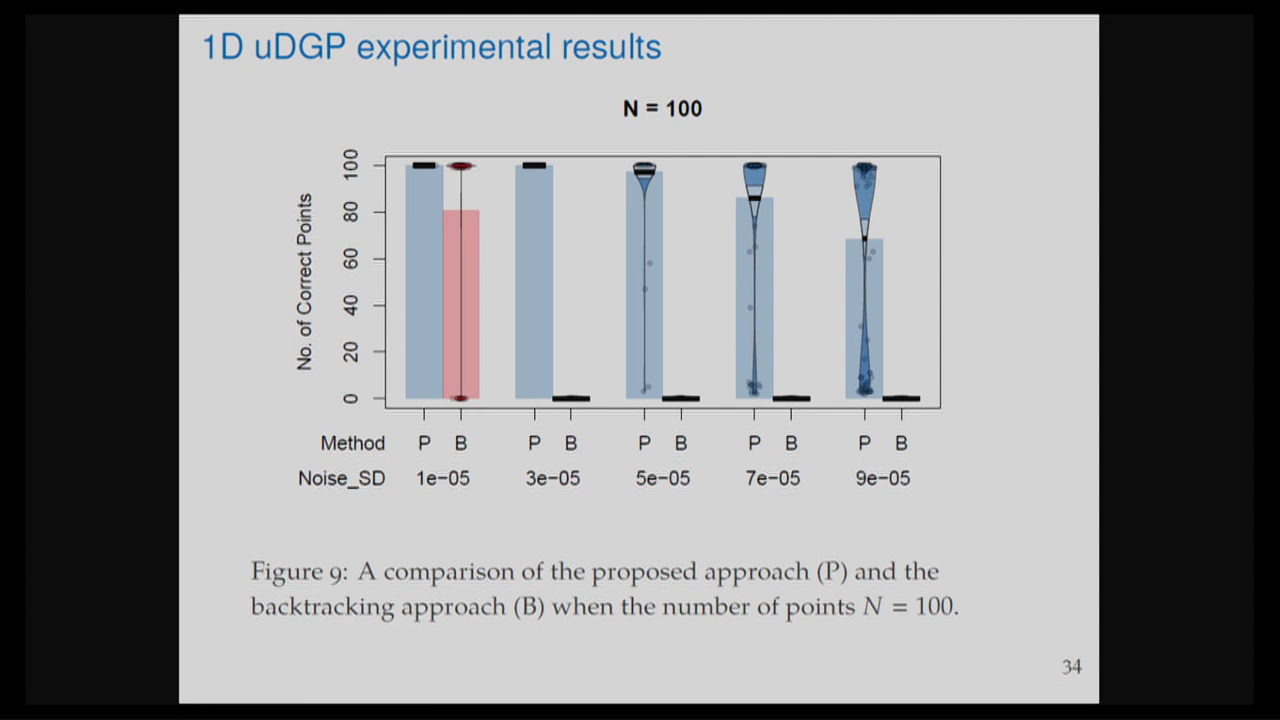 1D uDGP experimental results
N = 100
No. of Correct Points
100
80
60
40
20
0
Method P B P B P B P B P B
Noise_SD 1e−05 3e−05 5e−05 7e−05 9e−05
Figure 9: A comparison of the proposed approach (P) and the
backtracking approach (B) when the number of points N = 100.
34